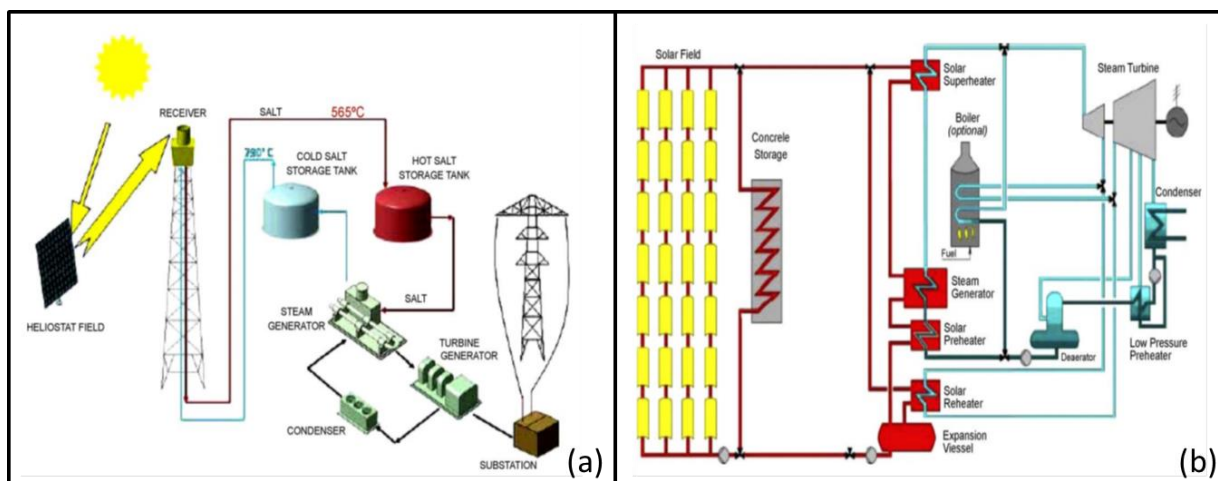 RECEIVER
SALT
565ºC
290° C
COLD SALT
STORAGE TANK
HOT SALT
STORAGE TANK
HELIOSTAT FIELD
SALT
STEAM
GENERATOR
TURBINE
GENERATOR
CONDENSER
SUBSTATION
(a)
Solar Field
Solar
Superheater
Steam Turbine
Boiler
(optional)
Concrete
Storage
Condenser
Fuel
Steam
Generator
Solar
Preheater
Deaerator
Low Pressure
Preheater
Solar
Reheater
Expansion
Viessel
(b)